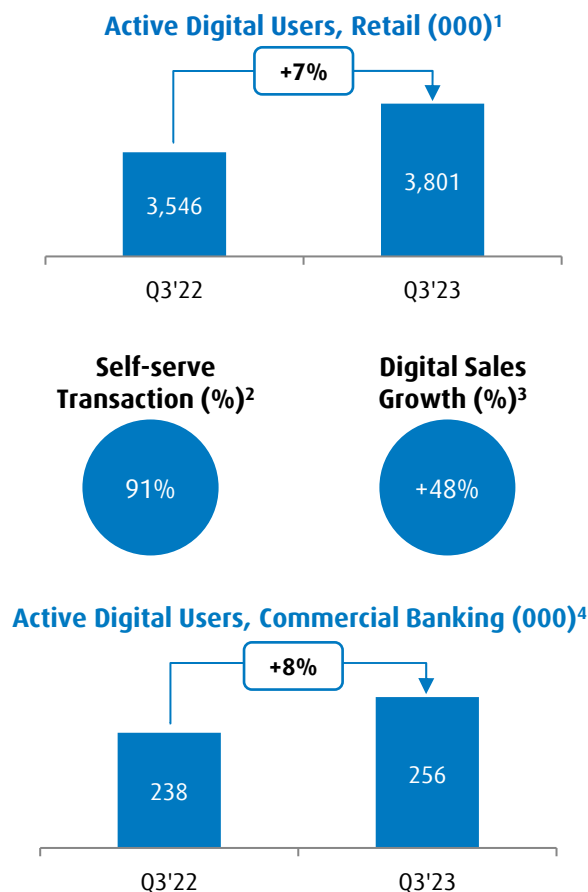 Active Digital Users, Retail (000)¹
+7%
3,546
3,801
Q3'22
Q3'23
Self-serve
Transaction (%)²
Digital Sales
Growth (%)³
91%
+48%
Active Digital Users, Commercial Banking (000)⁴
+8%
238
256
Q3'22
Q3'23